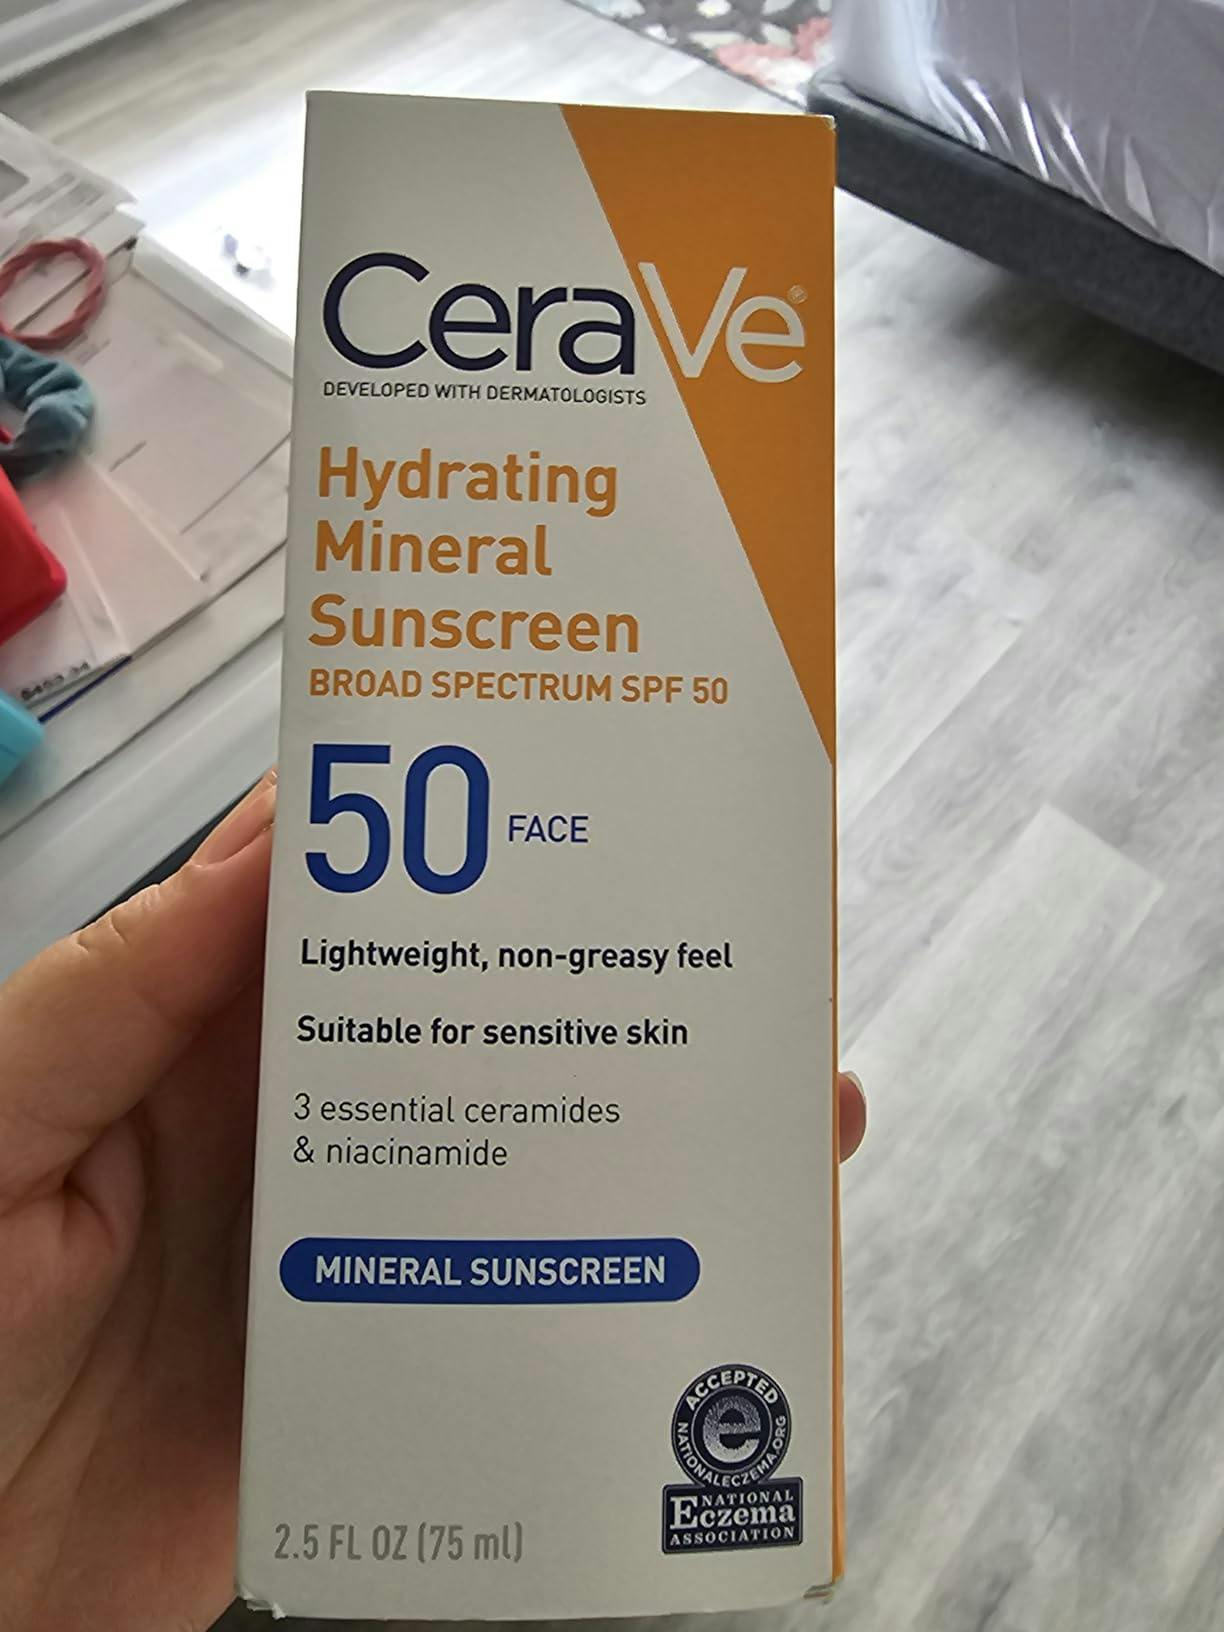 CeraVe®
DEVELOPED WITH DERMATOLOGISTS
Hydrating
Mineral
Sunscreen
BROAD SPECTRUM SPF 50
50 FACE
Lightweight, non-greasy feel
Suitable for sensitive skin
3 essential ceramides
& niacinamide
MINERAL SUNSCREEN
ACCEPTED
e
NATIONALECZEMA.ORG
NATIONAL
Eczema
ASSOCIATION
2.5 FL OZ (75 ml)